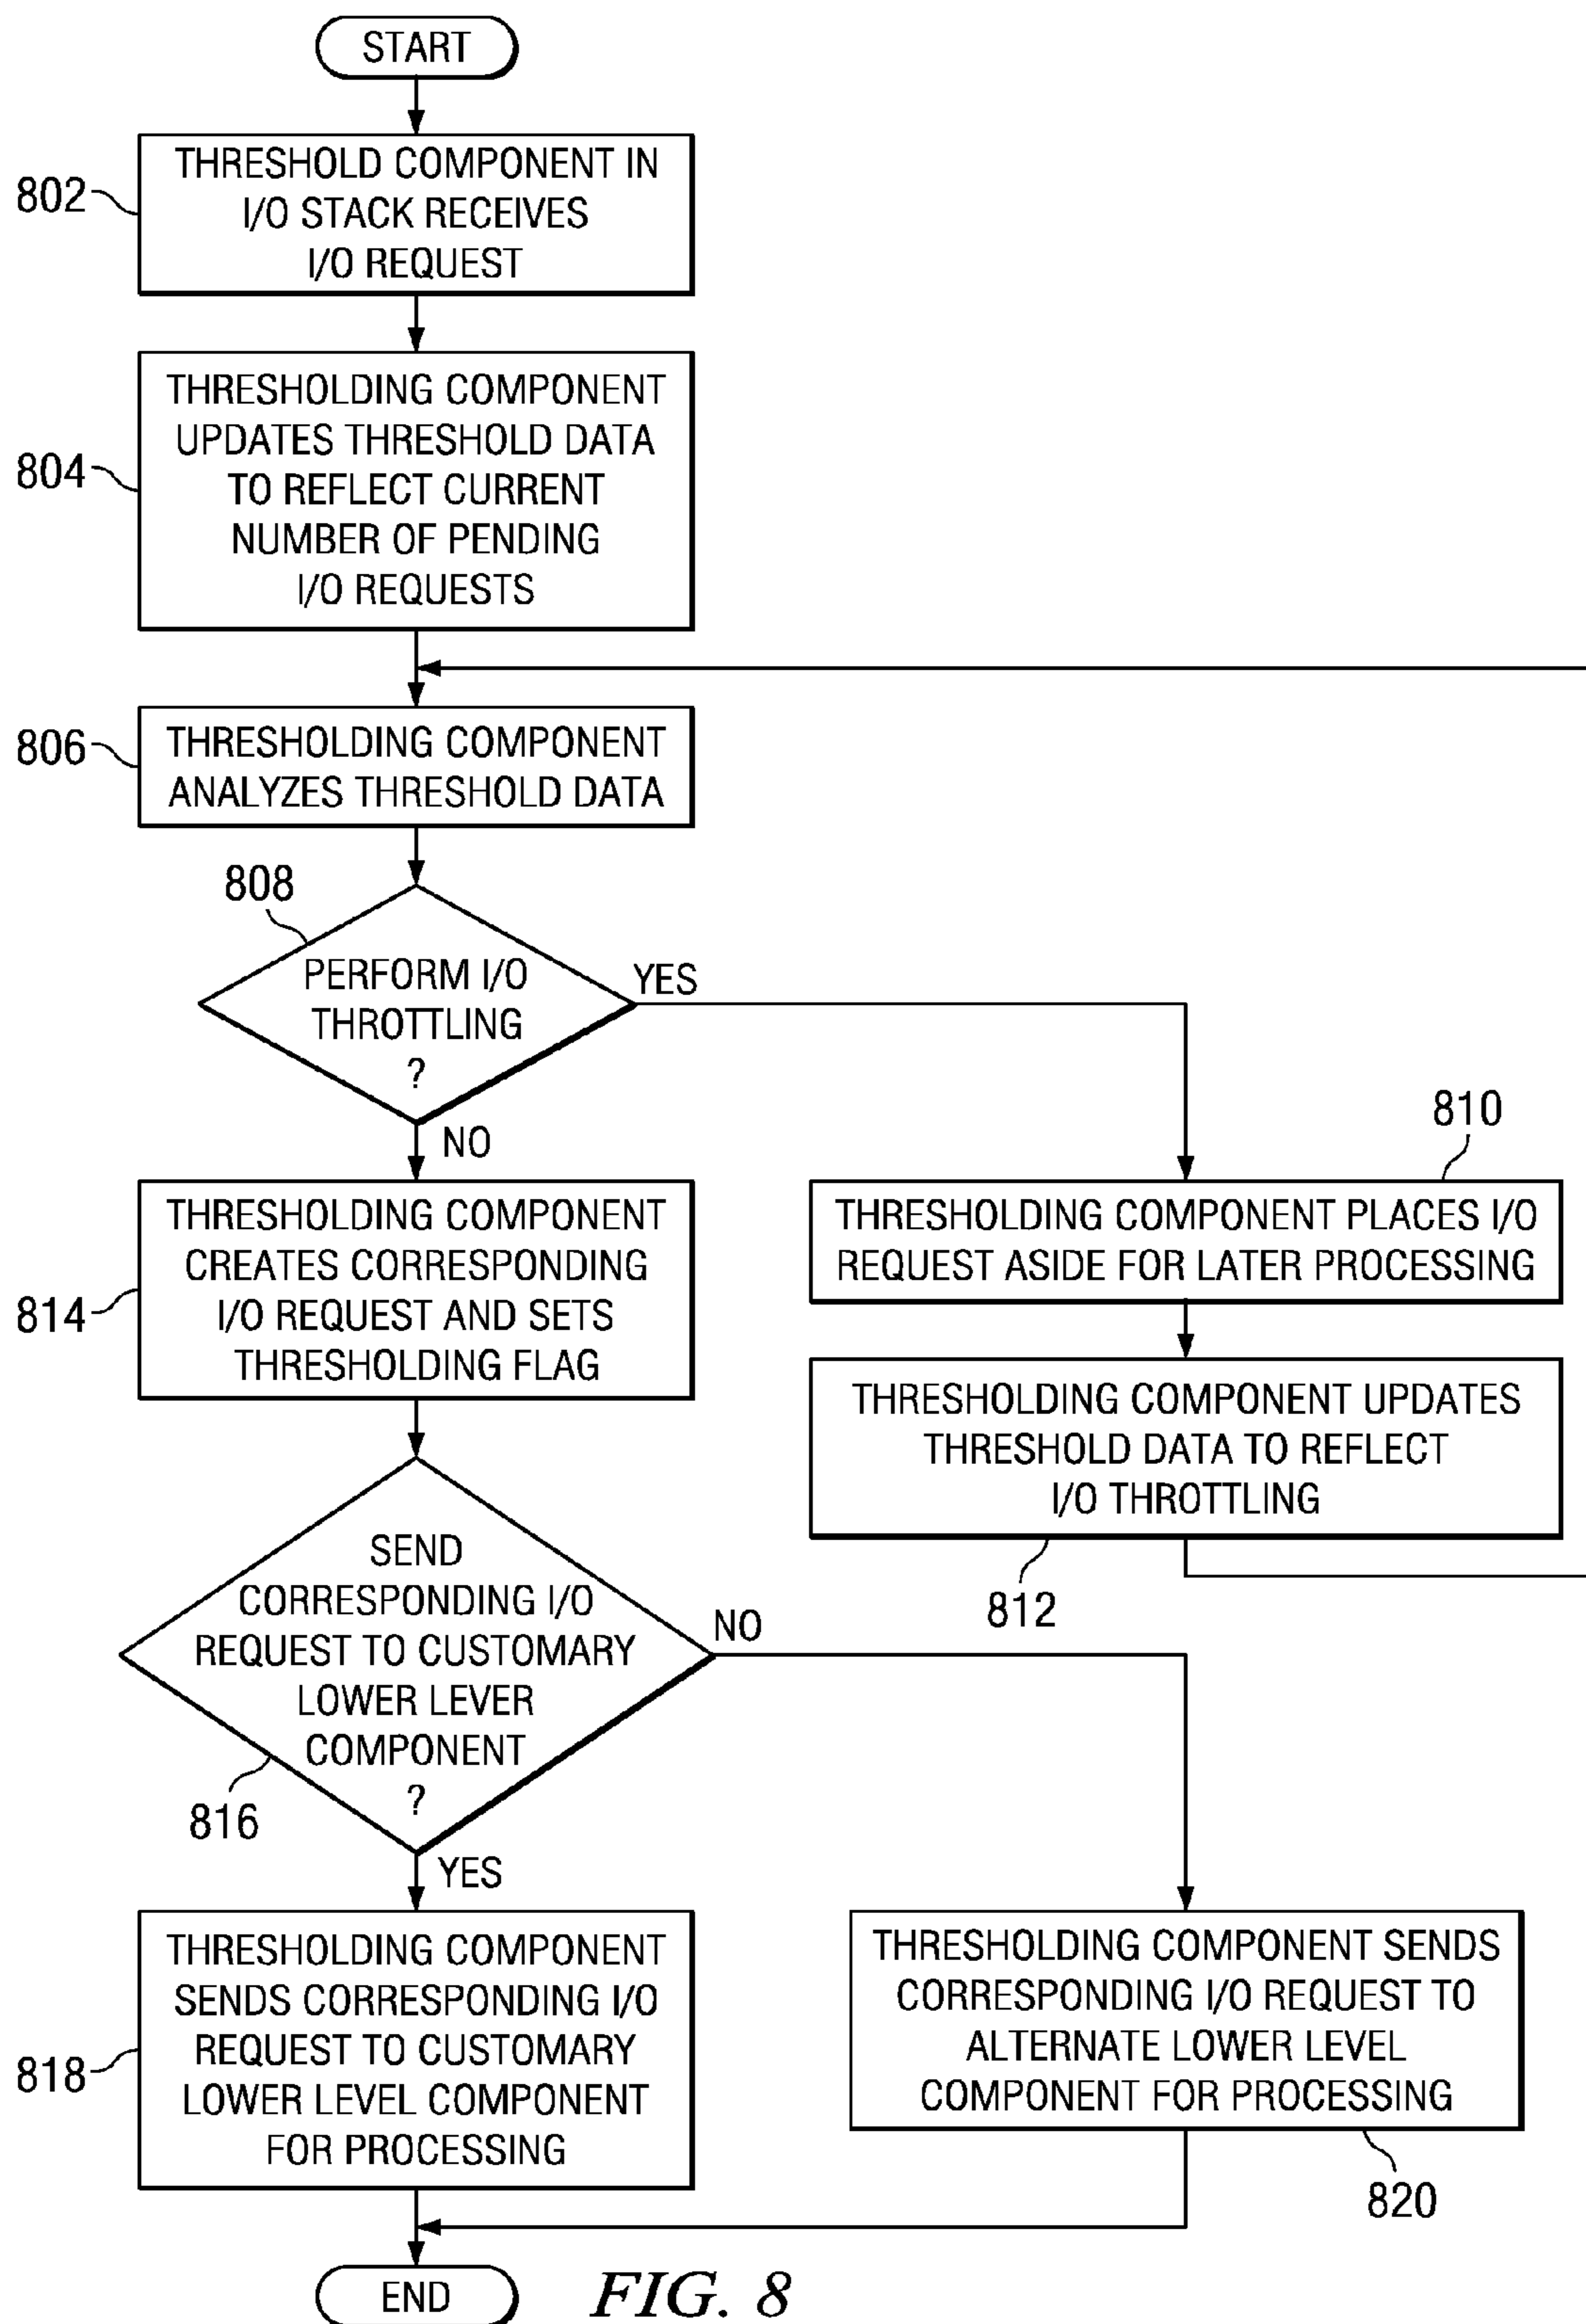 START
802
THRESHOLD COMPONENT IN
I/O STACK RECEIVES
I/O REQUEST
804
THRESHOLDING COMPONENT
UPDATES THRESHOLD DATA
TO REFLECT CURRENT
NUMBER OF PENDING
I/O REQUESTS
806
THRESHOLDING COMPONENT
ANALYZES THRESHOLD DATA
808
PERFORM I/O
THROTTLING
?
YES
NO
810
THRESHOLDING COMPONENT PLACES I/O
REQUEST ASIDE FOR LATER PROCESSING
THRESHOLDING COMPONENT UPDATES
THRESHOLD DATA TO REFLECT
I/O THROTTLING
812
814
THRESHOLDING COMPONENT
CREATES CORRESPONDING
I/O REQUEST AND SETS
THRESHOLDING FLAG
SEND
CORRESPONDING I/O
REQUEST TO CUSTOMARY
LOWER LEVER
COMPONENT
?
816
NO
YES
818
THRESHOLDING COMPONENT
SENDS CORRESPONDING I/O
REQUEST TO CUSTOMARY
LOWER LEVEL COMPONENT
FOR PROCESSING
THRESHOLDING COMPONENT SENDS
CORRESPONDING I/O REQUEST TO
ALTERNATE LOWER LEVEL
COMPONENT FOR PROCESSING
820
END
FIG. 8